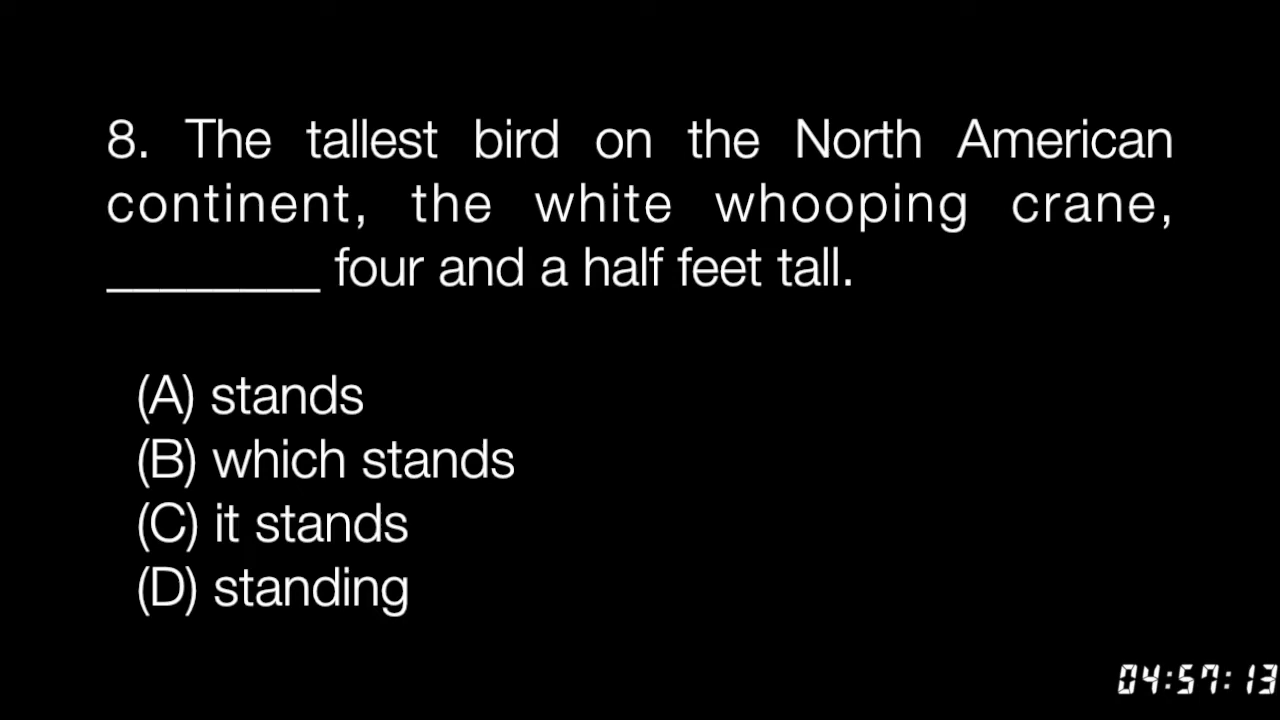 8. The tallest bird on the North American
continent, the white whooping crane,
________ four and a half feet tall.
(A) stands
(B) which stands
(C) it stands
(D) standing
04:57:13